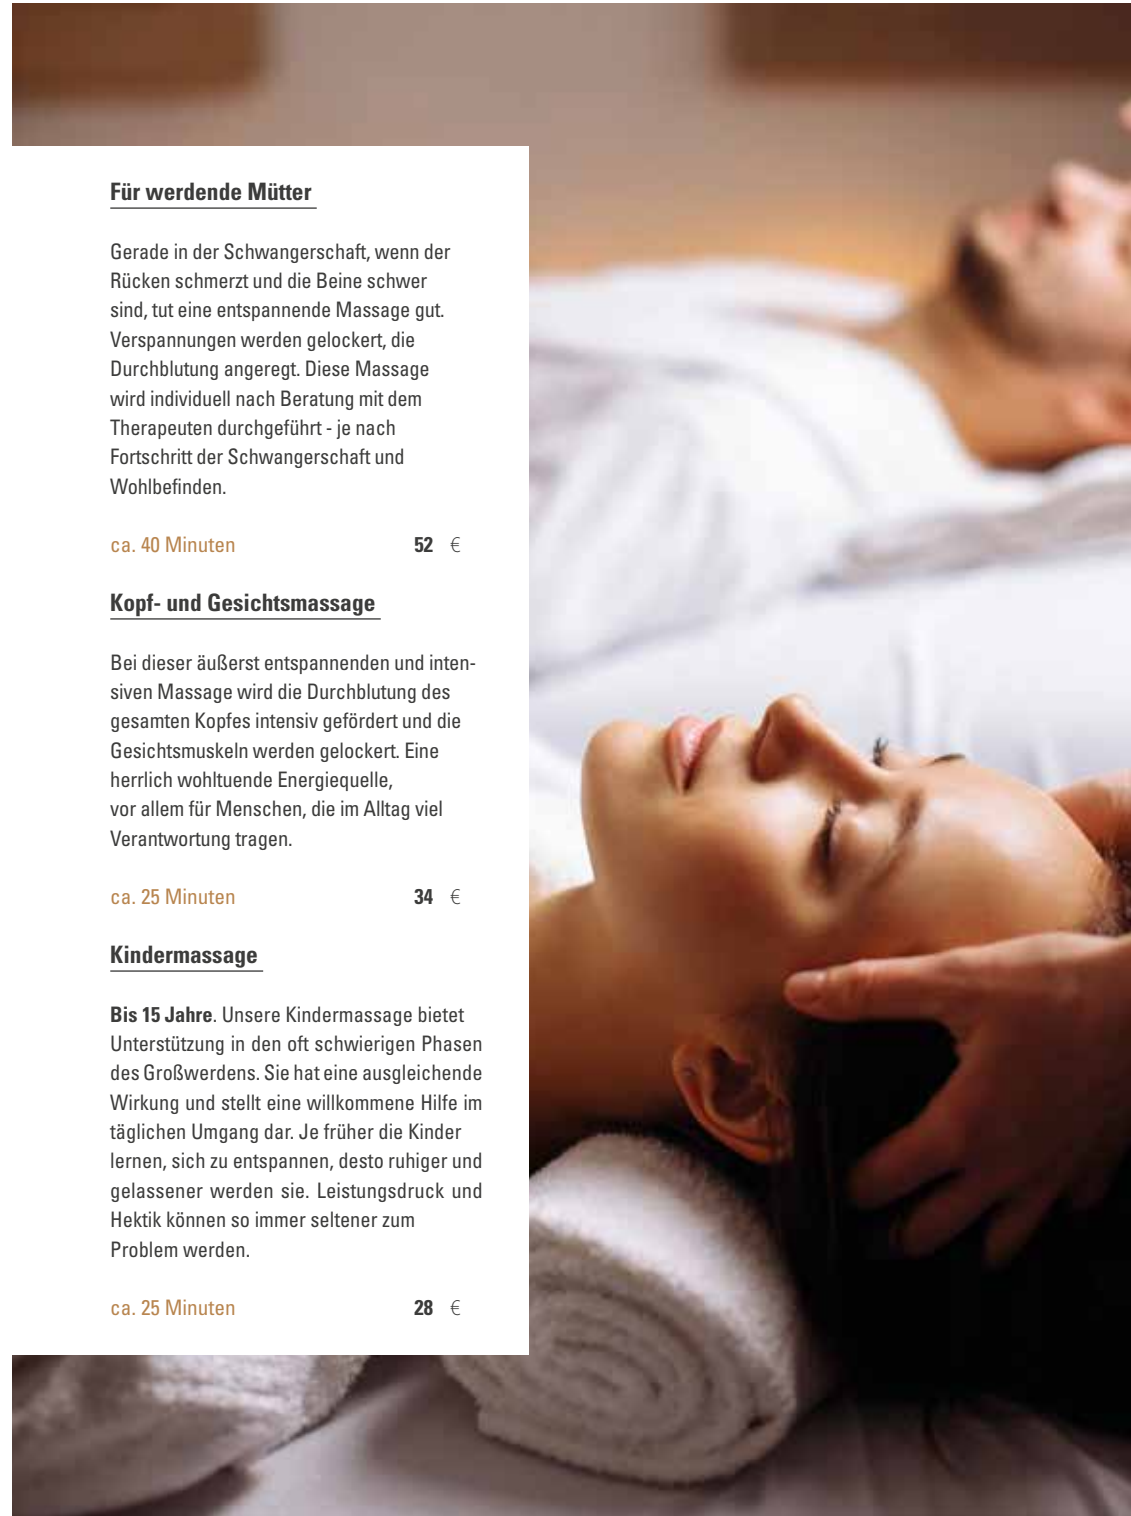 Für werdende Mütter
Gerade in der Schwangerschaft, wenn der
Rücken schmerzt und die Beine schwer
sind, tut eine entspannende Massage gut.
Verspannungen werden gelockert, die
Durchblutung angeregt. Diese Massage
wird individuell nach Beratung mit dem
Therapeuten durchgeführt - je nach
Fortschritt der Schwangerschaft und
Wohlbefinden.
ca. 40 Minuten 52 €
Kopf- und Gesichtsmassage
Bei dieser äußerst entspannenden und inten-
siven Massage wird die Durchblutung des
gesamten Kopfes intensiv gefördert und die
Gesichtsmuskeln werden gelockert. Eine
herrlich wohltuende Energiequelle,
vor allem für Menschen, die im Alltag viel
Verantwortung tragen.
ca. 25 Minuten 34 €
Kindermassage
Bis 15 Jahre. Unsere Kindermassage bietet
Unterstützung in den oft schwierigen Phasen
des Großwerdens. Sie hat eine ausgleichende
Wirkung und stellt eine willkommene Hilfe im
täglichen Umgang dar. Je früher die Kinder
lernen, sich zu entspannen, desto ruhiger und
gelassener werden sie. Leistungsdruck und
Hektik können so immer seltener zum
Problem werden.
ca. 25 Minuten 28 €